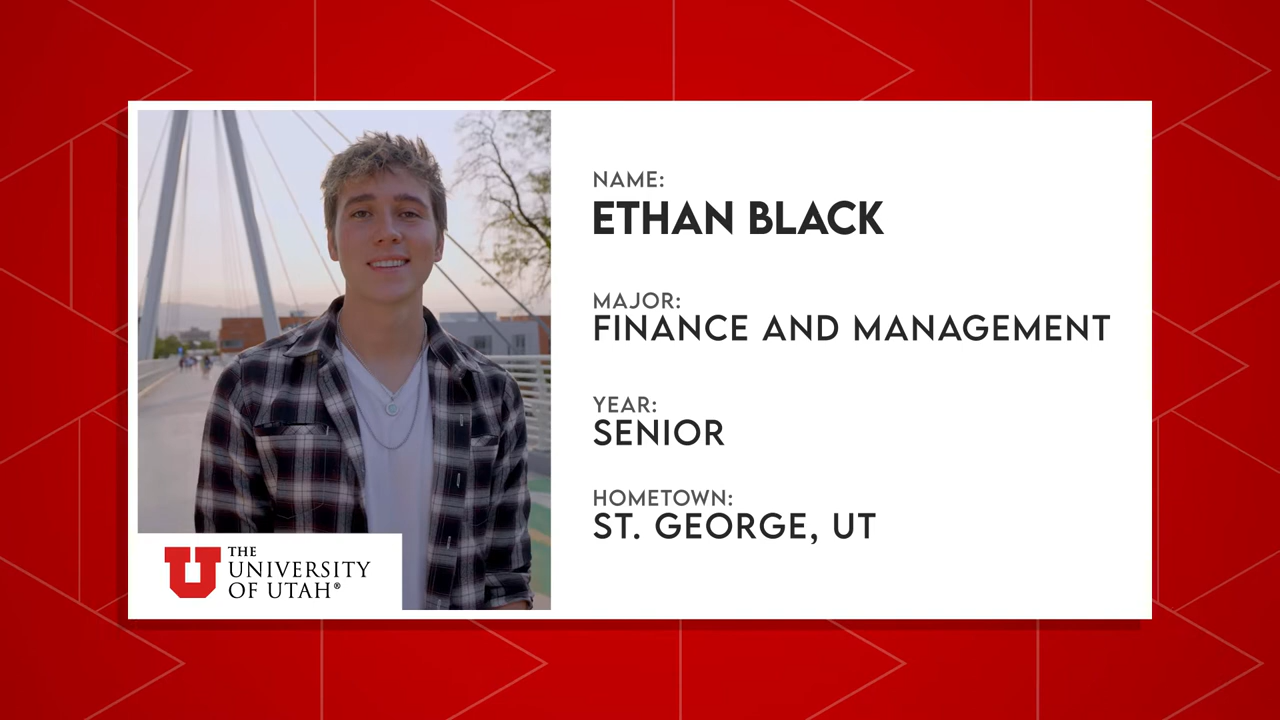 NAME:
ETHAN BLACK
MAJOR:
FINANCE AND MANAGEMENT
YEAR:
SENIOR
HOMETOWN:
ST. GEORGE, UT
U
THE
UNIVERSITY
OF UTAH®